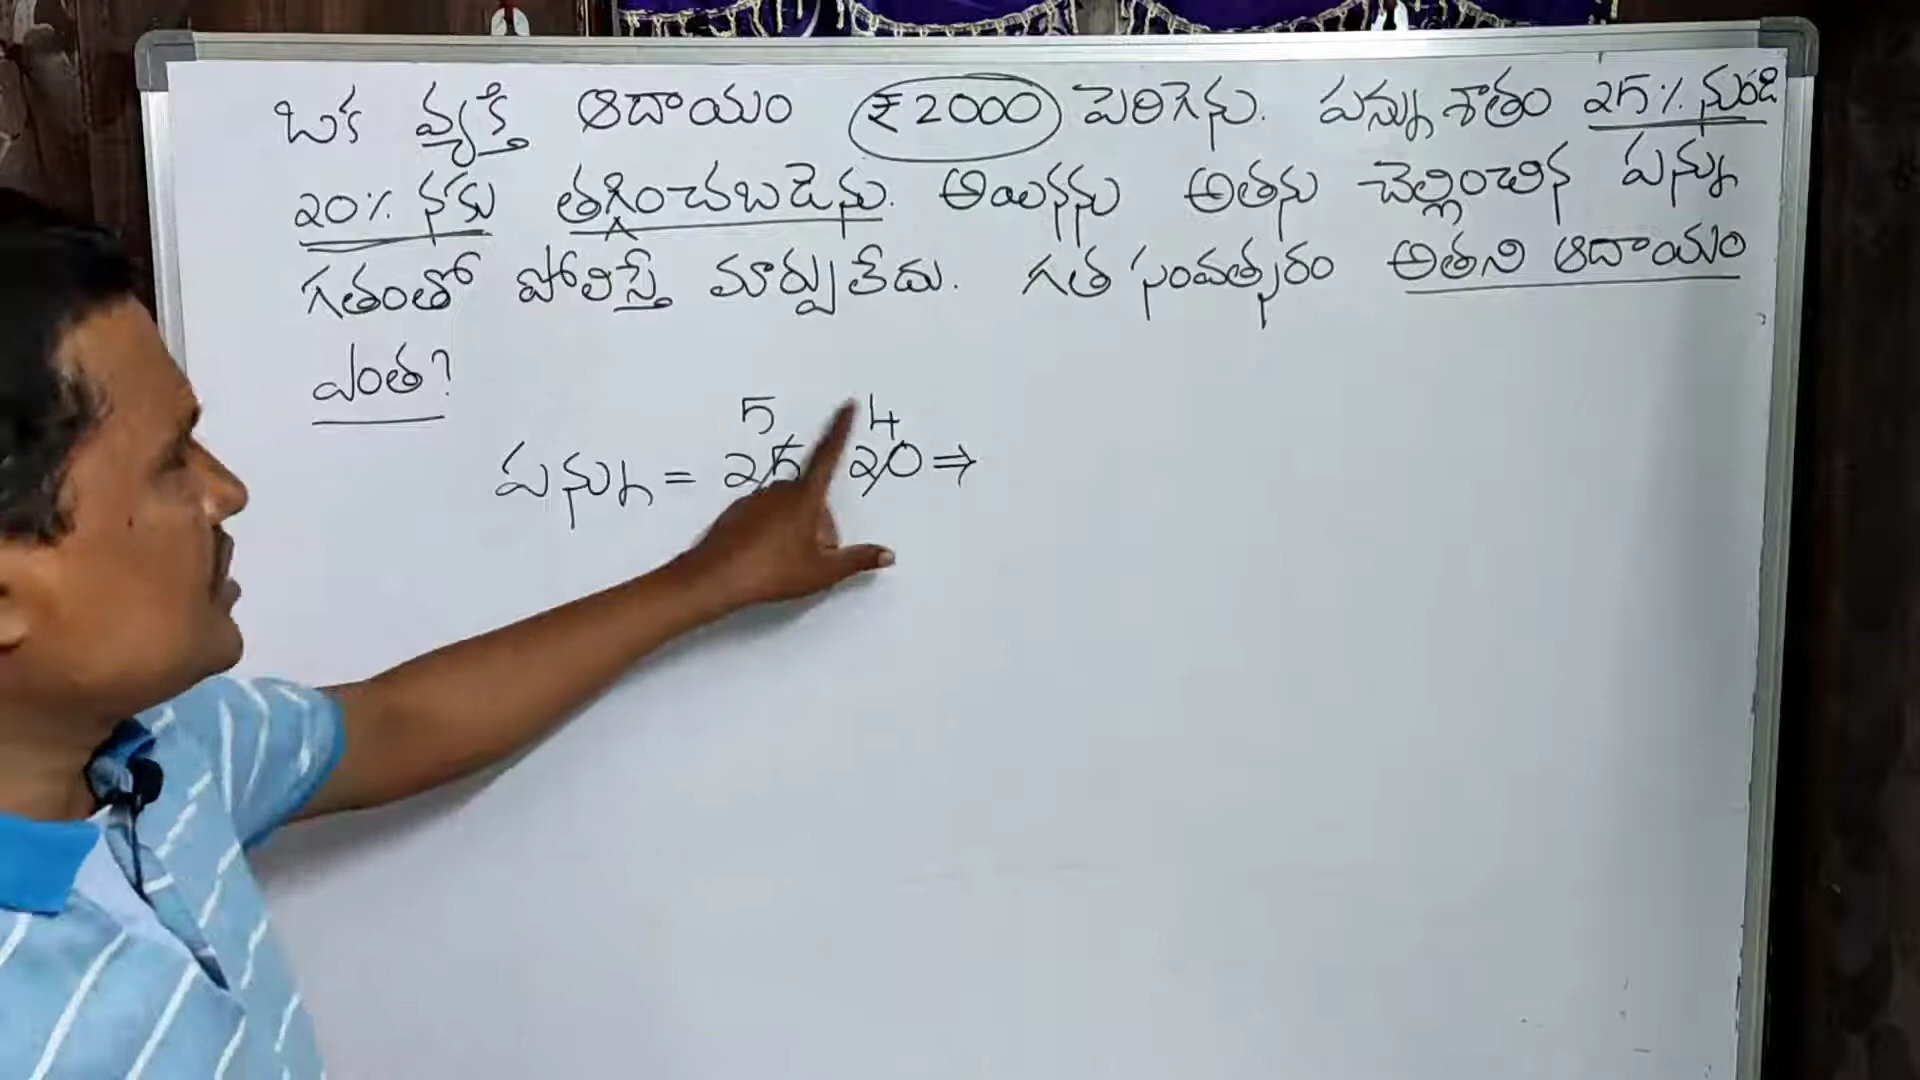 ఒక వ్యక్తి ఆదాయం ₹2000 పెరిగెను. పన్ను శాతం 25% నుండి
20% నకు తగ్గించబడెను. అయినను అతను చెల్లించిన పన్ను
గతంతో పోలిస్తే మార్పులేదు. గత సంవత్సరం అతని ఆదాయం
ఎంత?
5 4
పన్ను = 25 20 ⇒